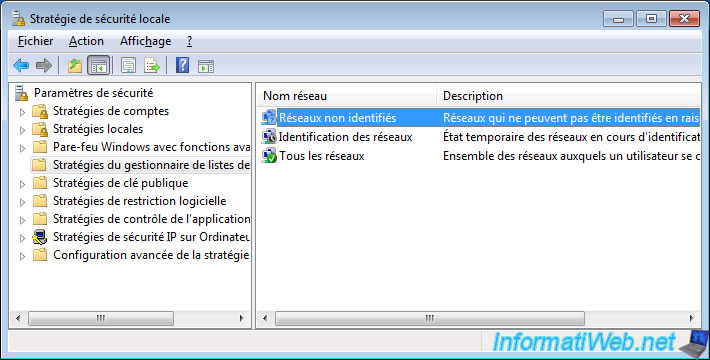 Stratégie de sécurité locale
Fichier Action Affichage ?
Paramètres de sécurité
Stratégies de comptes
Stratégies locales
Pare-feu Windows avec fonctions ava
Stratégies du gestionnaire de listes de
Stratégies de clé publique
Stratégies de restriction logicielle
Stratégies de contrôle de l'application
Stratégies de sécurité IP sur Ordinateu
Configuration avancée de la stratégie
Nom réseau Description
Réseaux non identifiés Réseaux qui ne peuvent pas être identifiés en rais
Identification des réseaux État temporaire des réseaux en cours d'identificat
Tous les réseaux Ensemble des réseaux auxquels un utilisateur se c
InformatiWeb.net